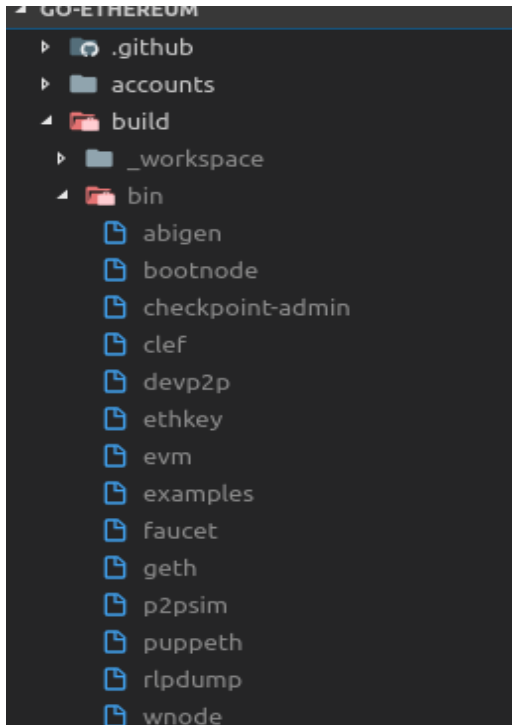 GO-ETHEREUM
.github
accounts
build
_workspace
bin
abigen
bootnode
checkpoint-admin
clef
devp2p
ethkey
evm
examples
faucet
geth
p2psim
puppeth
rlpdump
wnode